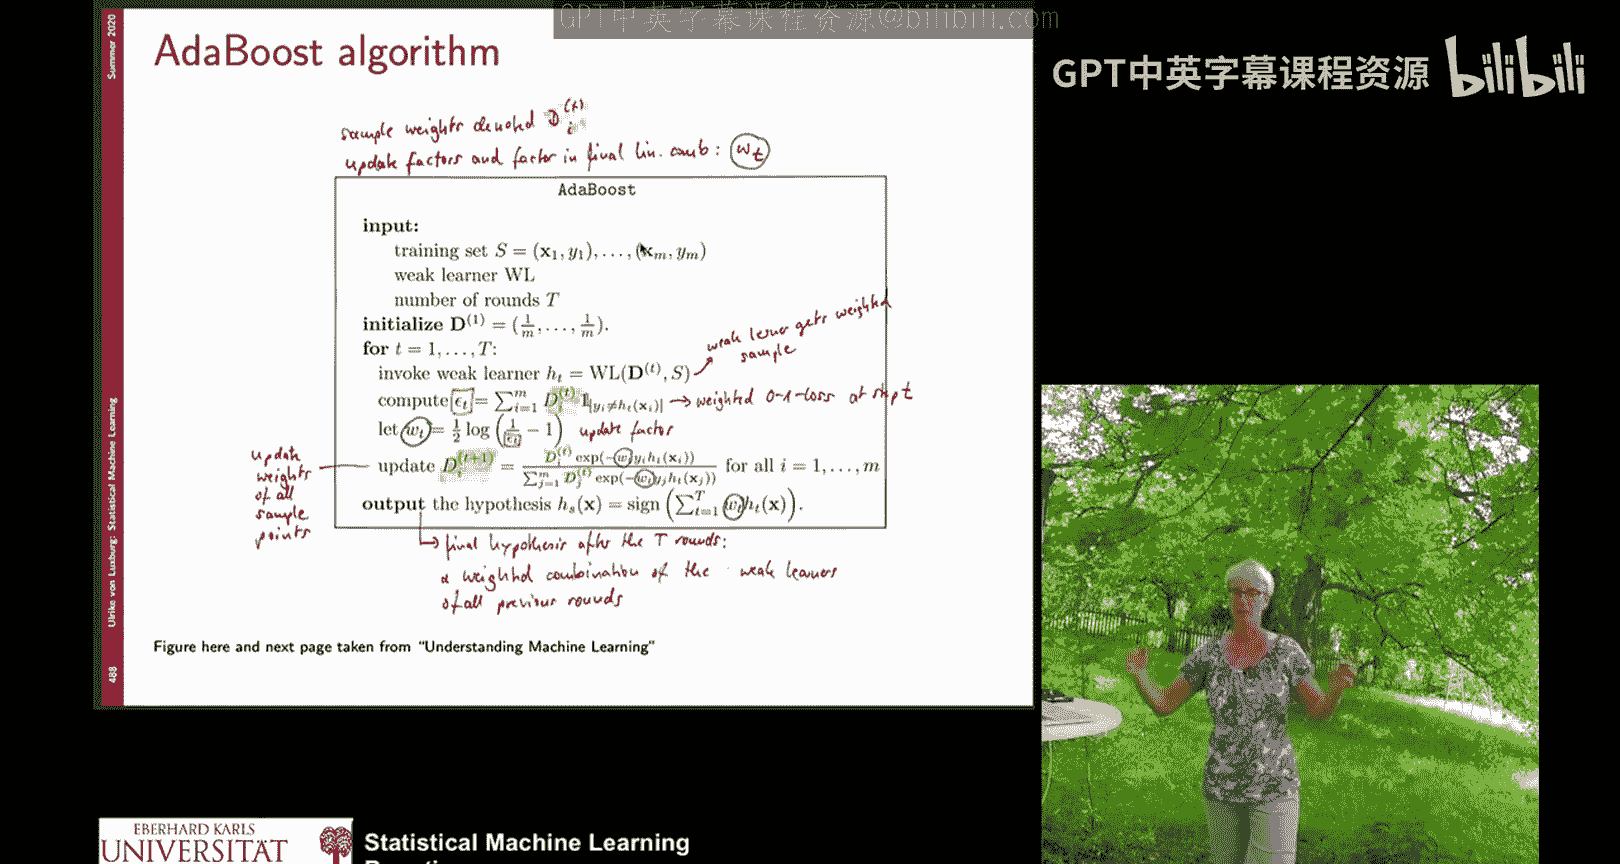 GPT中英字幕课程资源@bilibili.com
GPT中英字幕课程资源 bilibili
Summer 2020
Ulrike von Luxburg: Statistical Machine Learning
488
AdaBoost algorithm
sample weights denoted D_i^(t)
update factors and factor in final lin. comb: w_t
AdaBoost
input:
training set S = (x_1, y_1), . . . , (x_m, y_m)
weak learner WL
number of rounds T
initialize D^(1) = (1/m, . . . , 1/m).
for t = 1, . . . , T:
invoke weak learner h_t = WL(D^(t), S)
weak lerner gets weighted
sample
compute ϵ_t = ∑_{i=1}^m D_i^(t) 𝟙_[y_i≠h_t(x_i)] → weighted 0-1-loss at step t
let w_t = 1/2 log (1/ϵ_t − 1) update factor
update D_i^(t+1) = D_i^(t) exp(−w_t y_i h_t(x_i)) / ∑_{j=1}^m D_j^(t) exp(−w_t y_j h_t(x_j)) for all i = 1, . . . , m
output the hypothesis h_s(x) = sign (∑_{t=1}^T w_t h_t(x)).
update
weights
of all
sample
points
final hypothesis after the T rounds:
a weighted combination of the weak learners
of all previous rounds
Figure here and next page taken from "Understanding Machine Learning"
EBERHARD KARLS
UNIVERSITÄT
Statistical Machine Learning